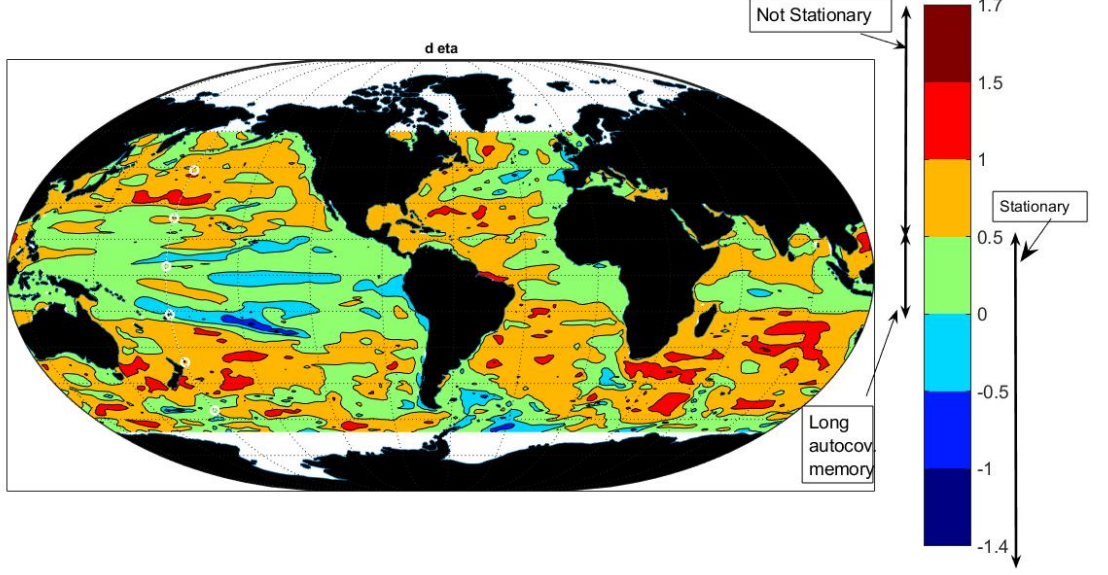 Not Stationary
d eta
1.7
1.5
1
0.5
0
-0.5
-1
-1.4
Stationary
Long
autocov.
memory